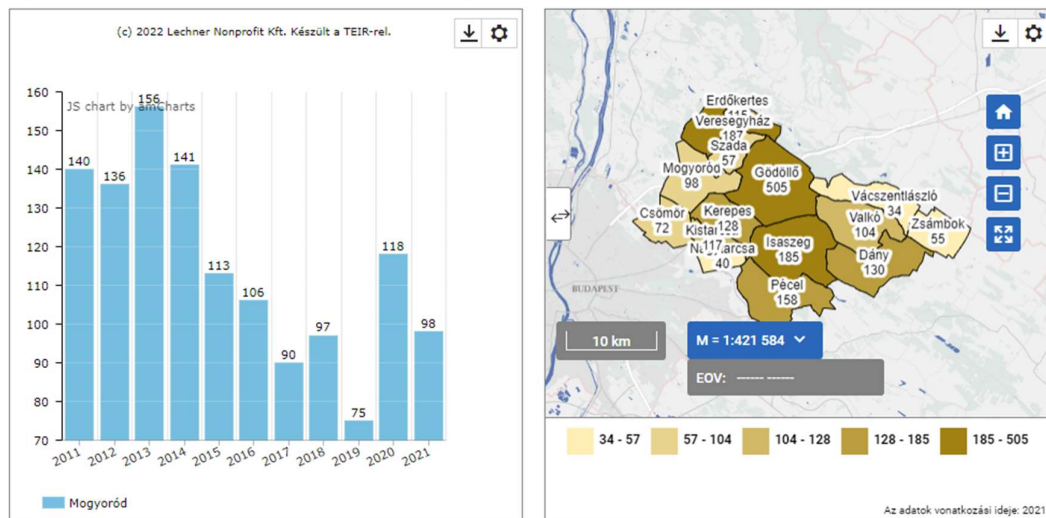 (c) 2022 Lechner Nonprofit Kft. Készült a TEIR-rel.
JS chart by amCharts
160
150
140
130
120
110
100
90
80
70
140
136
156
141
113
106
90
97
75
118
98
2011
2012
2013
2014
2015
2016
2017
2018
2019
2020
2021
Mogyoród
Erdőkertes
115
Veresegyház
187
Szada
57
Mogyoród
98
Gödöllő
505
Vácszentlászló
34
Csömör
72
Kerepes
128
Valkó
104
Zsámbok
55
117
Isaszeg
185
40
Dány
130
Pécel
158
BUDAPEST
10 km
M = 1:421 584
EOV: ------ ------
34 - 57
57 - 104
104 - 128
128 - 185
185 - 505
Az adatok vonatkozási ideje: 2021